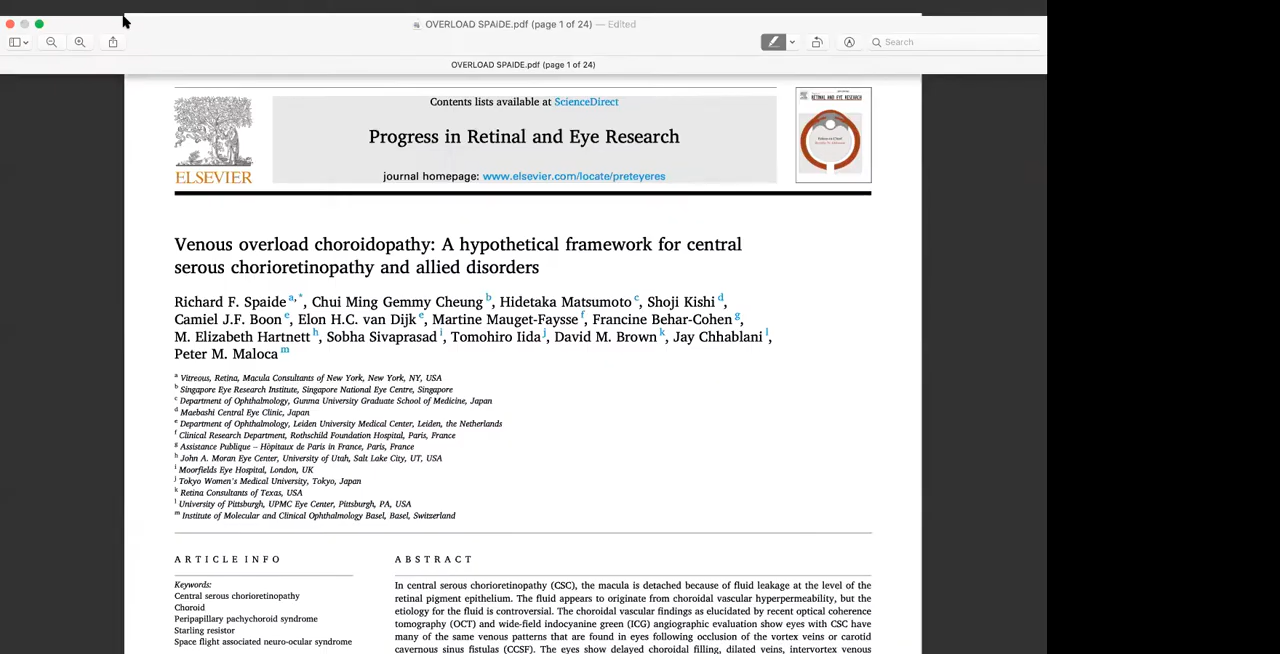 OVERLOAD SPAiDE.pdf (page 1 of 24) — Edited
Search
OVERLOAD SPAIDE.pdf (page 1 of 24)
Contents lists available at ScienceDirect
Progress in Retinal and Eye Research
journal homepage: www.elsevier.com/locate/preteyeres
ELSEVIER
RETINAL AND EYE RESEARCH
Venous overload choroidopathy: A hypothetical framework for central
serous chorioretinopathy and allied disorders
Richard F. Spaide a,*, Chui Ming Gemmy Cheung b, Hidetaka Matsumoto c, Shoji Kishi d,
Camiel J.F. Boon e, Elon H.C. van Dijk e, Martine Mauget-Faysse f, Francine Behar-Cohen g,
M. Elizabeth Hartnett h, Sobha Sivaprasad i, Tomohiro Iida j, David M. Brown k, Jay Chhablani l,
Peter M. Maloca m
a Vitreous, Retina, Macula Consultants of New York, New York, NY, USA
b Singapore Eye Research Institute, Singapore National Eye Centre, Singapore
c Department of Ophthalmology, Gunma University Graduate School of Medicine, Japan
d Maebashi Central Eye Clinic, Japan
e Department of Ophthalmology, Leiden University Medical Center, Leiden, the Netherlands
f Clinical Research Department, Rothschild Foundation Hospital, Paris, France
g Assistance Publique – Hôpitaux de Paris in France, Paris, France
h John A. Moran Eye Center, University of Utah, Salt Lake City, UT, USA
i Moorfields Eye Hospital, London, UK
j Tokyo Women's Medical University, Tokyo, Japan
k Retina Consultants of Texas, USA
l University of Pittsburgh, UPMC Eye Center, Pittsburgh, PA, USA
m Institute of Molecular and Clinical Ophthalmology Basel, Basel, Switzerland
ARTICLE INFO
Keywords:
Central serous chorioretinopathy
Choroid
Peripapillary pachychoroid syndrome
Starling resistor
Space flight associated neuro-ocular syndrome
ABSTRACT
In central serous chorioretinopathy (CSC), the macula is detached because of fluid leakage at the level of the
retinal pigment epithelium. The fluid appears to originate from choroidal vascular hyperpermeability, but the
etiology for the fluid is controversial. The choroidal vascular findings as elucidated by recent optical coherence
tomography (OCT) and wide-field indocyanine green (ICG) angiographic evaluation show eyes with CSC have
many of the same venous patterns that are found in eyes following occlusion of the vortex veins or carotid
cavernous sinus fistulas (CCSF). The eyes show delayed choroidal filling, dilated veins, intervortex venous